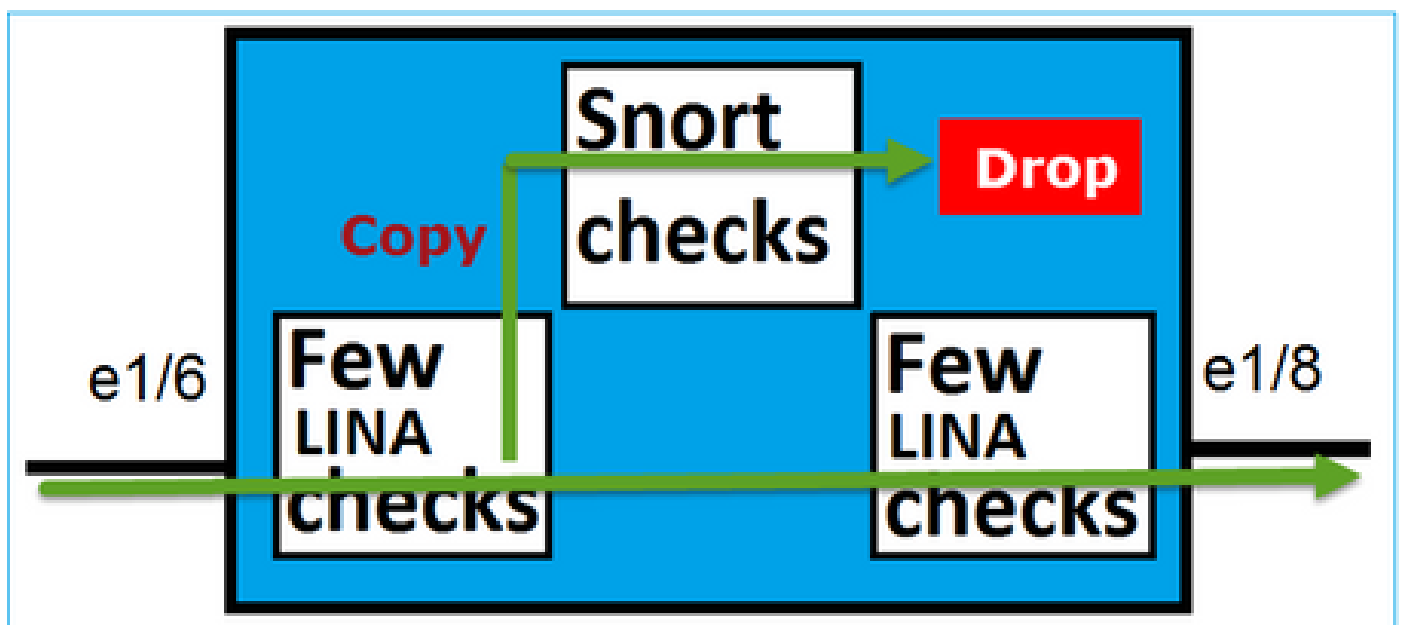 Snort
checks
Drop
Copy
e1/6
Few
LINA
checks
Few
LINA
checks
e1/8